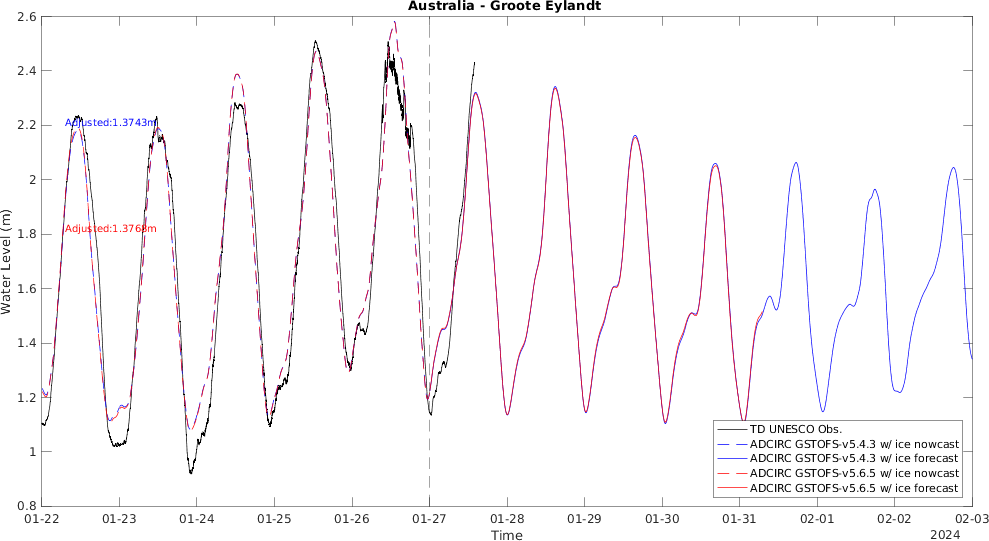 Australia - Groote Eylandt
2.6
2.4
2.2
2
1.8
1.6
1.4
1.2
1
0.8
Water Level (m)
Adjusted:1.3743m
Adjusted:1.3768m
TD UNESCO Obs.
ADCIRC GSTOFS-v5.4.3 w/ ice nowcast
ADCIRC GSTOFS-v5.4.3 w/ ice forecast
ADCIRC GSTOFS-v5.6.5 w/ ice nowcast
ADCIRC GSTOFS-v5.6.5 w/ ice forecast
01-22 01-23 01-24 01-25 01-26 01-27 01-28 01-29 01-30 01-31 02-01 02-02 02-03
Time
2024